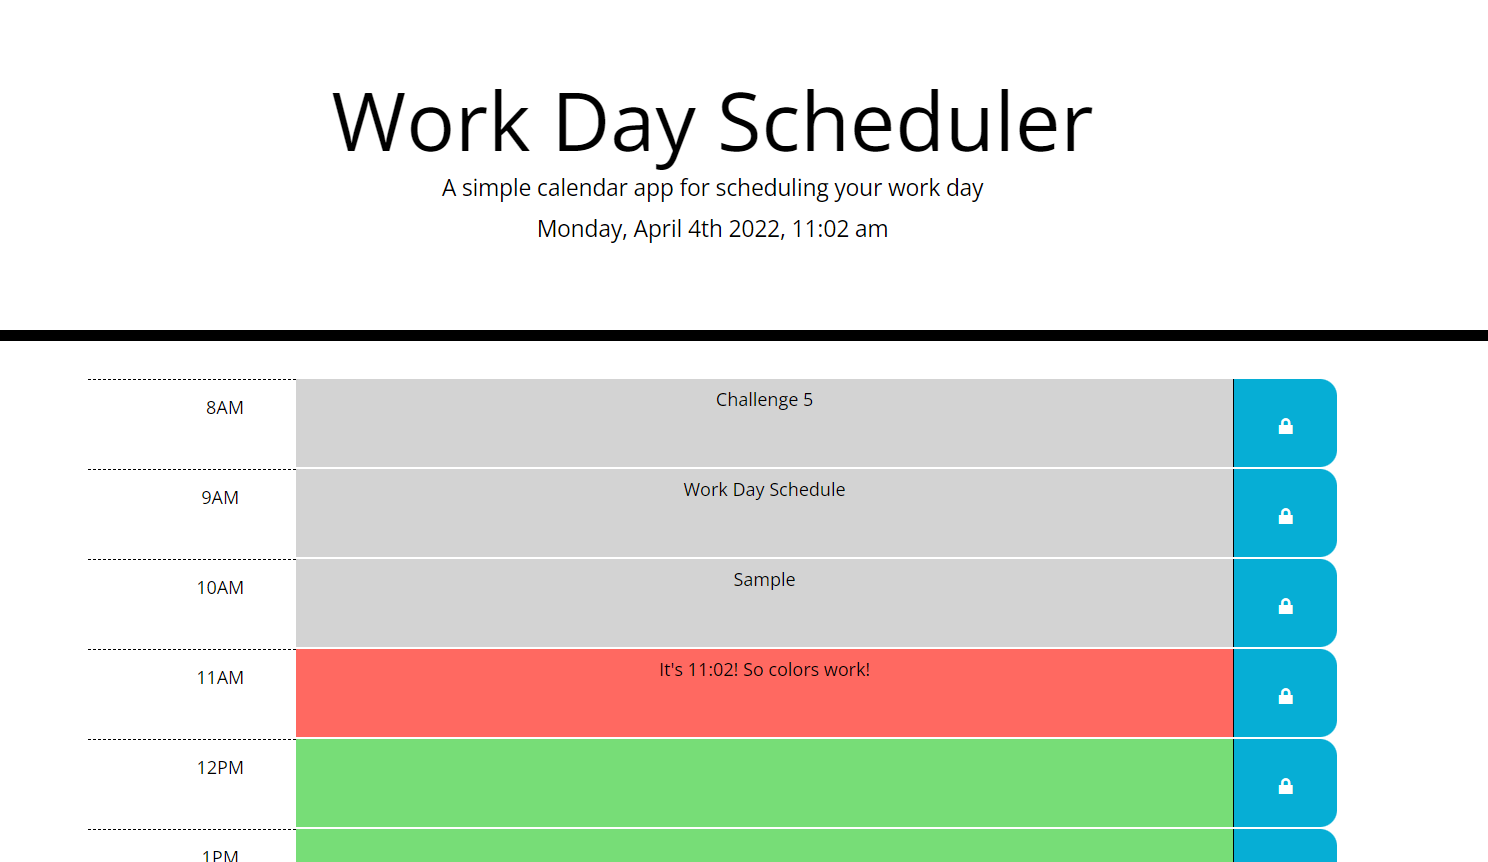 Work Day Scheduler
A simple calendar app for scheduling your work day
Monday, April 4th 2022, 11:02 am
8AM
Challenge 5
9AM
Work Day Schedule
10AM
Sample
11AM
It's 11:02! So colors work!
12PM
1PM